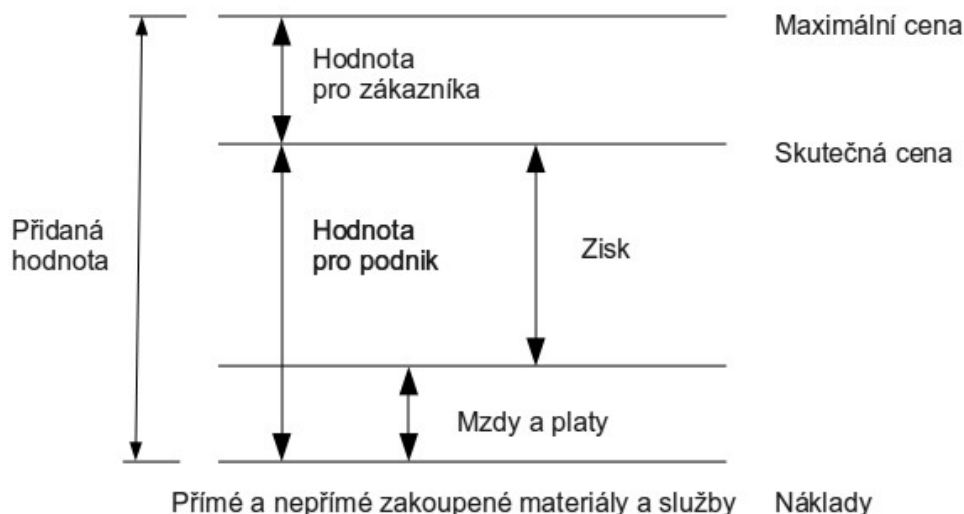 Maximální cena
Hodnota
pro zákazníka
Skutečná cena
Přidaná
hodnota
Hodnota
pro podnik
Zisk
Mzdy a platy
Přímé a nepřímé zakoupené materiály a služby
Náklady